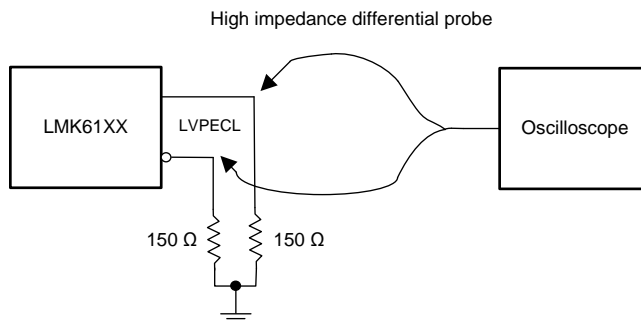 High impedance differential probe
LMK61XX
LVPECL
Oscilloscope
150 Ω
150 Ω